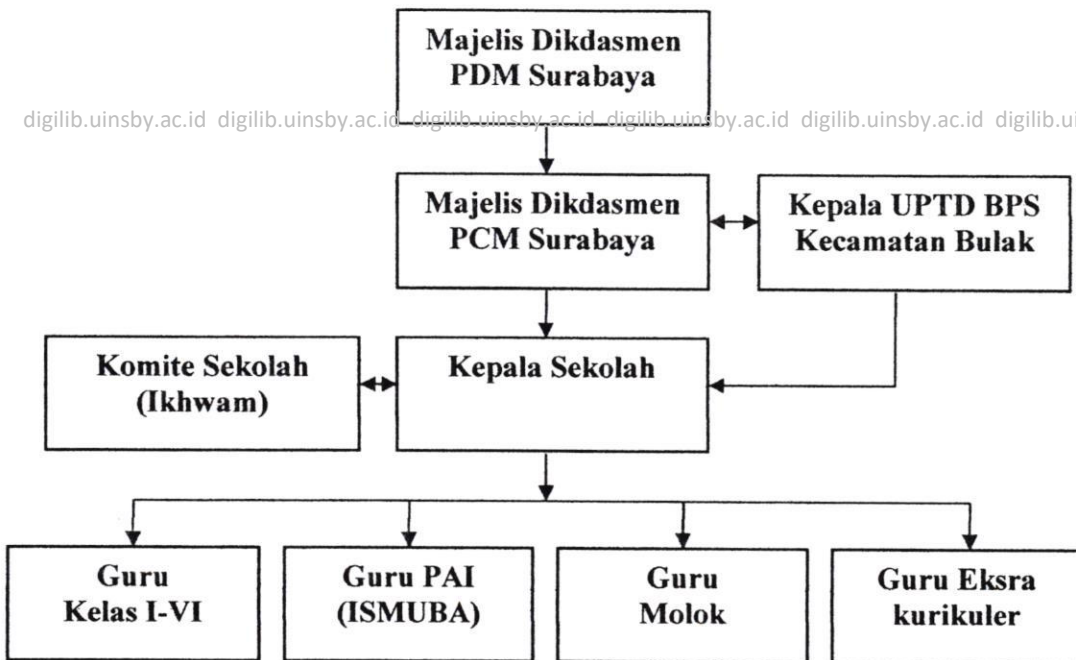 Majelis Dikdasmen
PDM Surabaya
digilib.uinsby.ac.id digilib.uinsby.ac.id digilib.uinsby.ac.id digilib.uinsby.ac.id digilib.uinsby.ac.id digilib.ui
Majelis Dikdasmen
PCM Surabaya
Kepala UPTD BPS
Kecamatan Bulak
Komite Sekolah
(Ikhwam)
Kepala Sekolah
Guru
Kelas I-VI
Guru PAI
(ISMUBA)
Guru
Molok
Guru Eksra
kurikuler